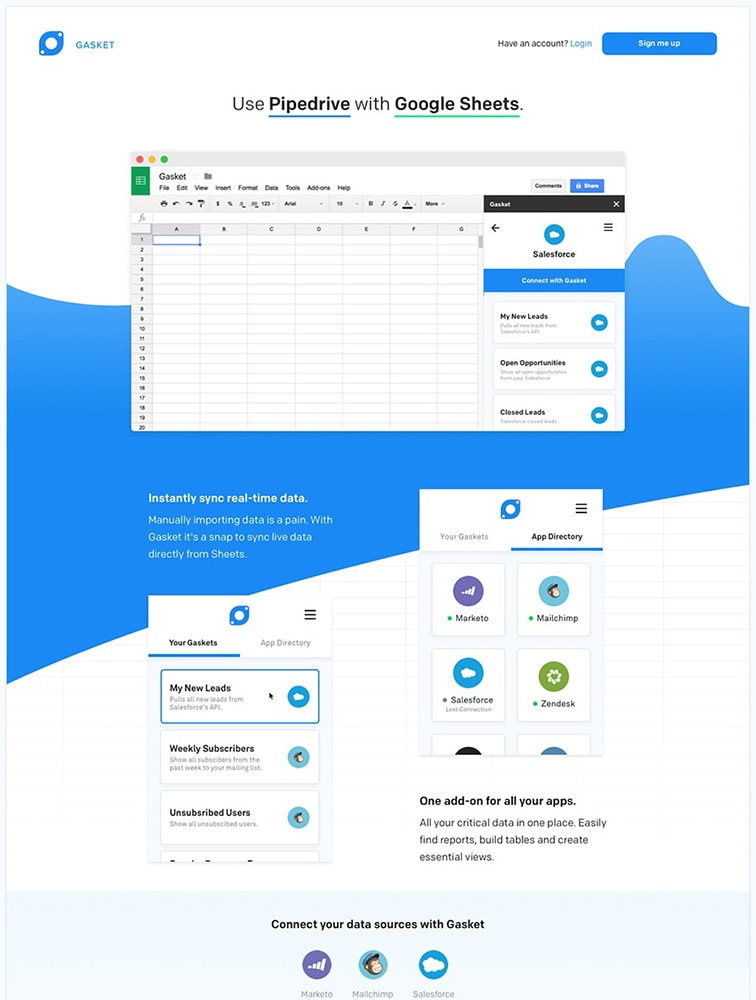 GASKET
Have an account? Login
Sign me up
Use Pipedrive with Google Sheets.
Gasket
File Edit View Insert Format Data Tools Add-ons Help
Comments
Share
$ % .0 .00 123 Arial 10 B I S A More
Gasket
fx
A B C D E F G
1
2
3
4
5
6
7
8
9
10
11
12
13
14
15
16
17
18
19
20
Salesforce
Connect with Gasket
My New Leads
Pulls all new leads from
Salesforce's API
Open Opportunities
Show all open opportunities
from your Salesforce
Closed Leads
Salesforce closed leads
Instantly sync real-time data.
Manually importing data is a pain. With
Gasket it's a snap to sync live data
directly from Sheets.
Your Gaskets
App Directory
Marketo
Mailchimp
Salesforce
Lost Connection
Zendesk
Your Gaskets
App Directory
My New Leads
Pulls all new leads from
Salesforce's API.
Weekly Subscribers
Show all subscibers from the
past week to your mailing list.
Unsubsribed Users
Show all unsubscibed users.
One add-on for all your apps.
All your critical data in one place. Easily
find reports, build tables and create
essential views.
Connect your data sources with Gasket
Marketo
Mailchimp
Salesforce